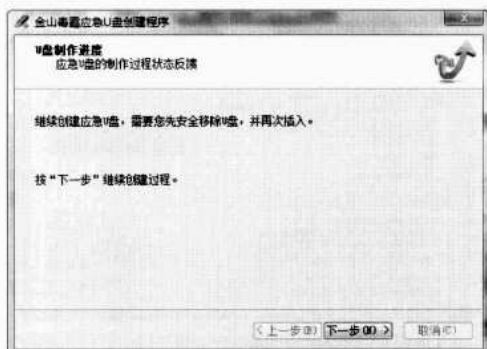 金山毒霸应急U盘创建程序
U盘制作进度
应急U盘的制作过程状态反馈
继续创建应急U盘，需要您先安全移除U盘，并再次插入。
按“下一步”继续创建过程。
<上一步(B) 下一步(N) > 取消(C)